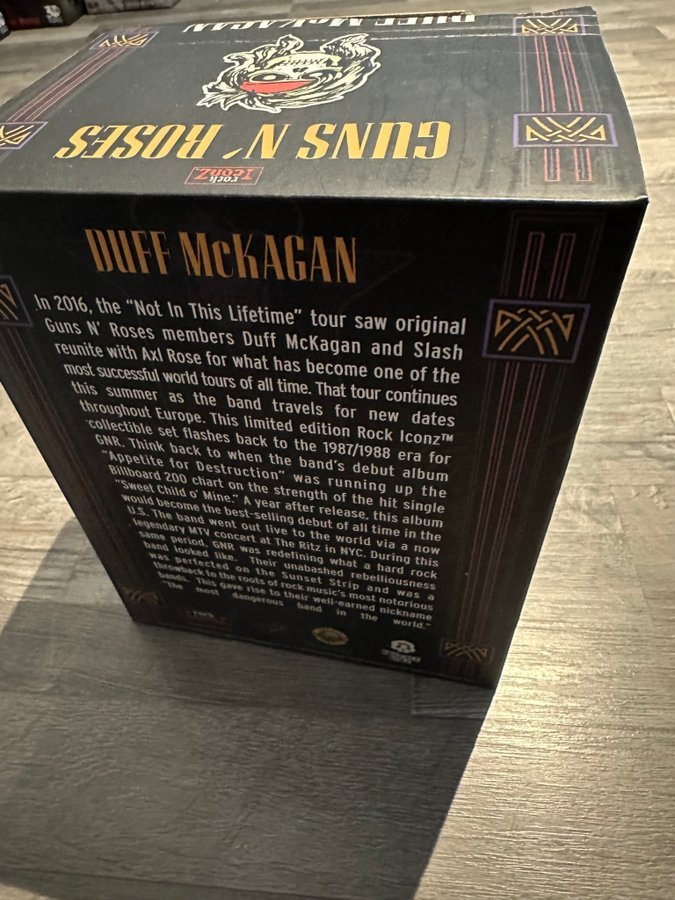 DUFF McKAGAN
GUNS N' ROSES
rock
IconZ
DUFF McKAGAN
In 2016, the "Not In This Lifetime" tour saw original
Guns N' Roses members Duff McKagan and Slash
reunite with Axl Rose for what has become one of the
most successful world tours of all time. That tour continues
this summer as the band travels for new dates
throughout Europe. This limited edition Rock Iconz™
collectible set flashes back to the 1987/1988 era for
GNR. Think back to when the band's debut album
"Appetite for Destruction" was running up the
Billboard 200 chart on the strength of the hit single
"Sweet Child o' Mine." A year after release, this album
would become the best-selling debut of all time in the
U.S. The band went out live to the world via a now
legendary MTV concert at The Ritz in NYC. During this
same period, GNR was redefining what a hard rock
band looked like. Their unabashed rebelliousness
was perfected on the Sunset Strip and was a
throwback to the roots of rock music's most notorious
bands. This gave rise to their well-earned nickname
"the most dangerous band in the world."
rock
IconZ